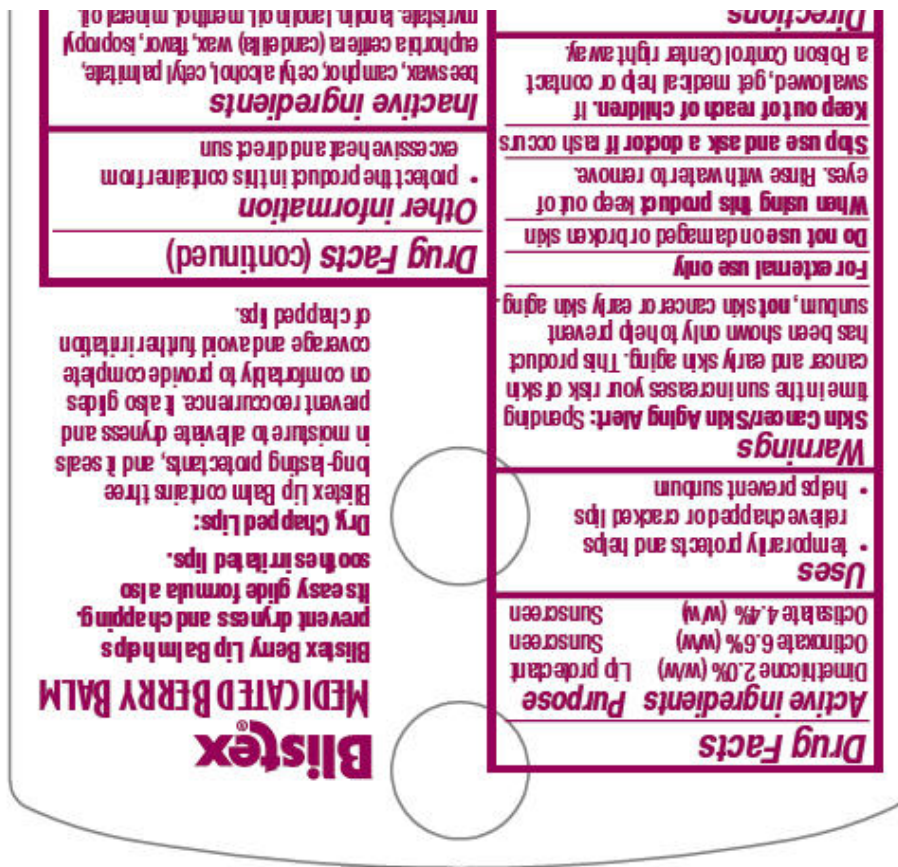 Drug Facts
Active ingredients Purpose
Dimethicone 2.0% (w/w) Lip protectant
Octinoxate 6.6% (w/w) Sunscreen
Octisalate 4.4% (w/w) Sunscreen
Uses
• temporarily protects and helps
relieve chapped or cracked lips
• helps prevent sunburn
Warnings
Skin Cancer/Skin Aging Alert: Spending
time in the sun increases your risk of skin
cancer and early skin aging. This product
has been shown only to help prevent
sunburn, not skin cancer or early skin aging.
For external use only
Do not use on damaged or broken skin
When using this product keep out of
eyes. Rinse with water to remove.
Stop use and ask a doctor if rash occurs
Keep out of reach of children. If
swallowed, get medical help or contact
a Poison Control Center right away.
Directions
Blistex®
MEDICATED BERRY BALM
Blistex Berry Lip Balm helps
prevent dryness and chapping.
Its easy glide formula also
soothes irritated lips.
Dry, Chapped Lips:
Blistex Lip Balm contains three
long-lasting protectants, and it seals
in moisture to alleviate dryness and
prevent reoccurrence. It also glides
on comfortably to provide complete
coverage and avoid further irritation
of chapped lips.
Drug Facts (continued)
Other information
• protect the product in this container from
excessive heat and direct sun
Inactive ingredients
beeswax, camphor, cetyl alcohol, cetyl palmitate,
euphorbia cerifera (candelilla) wax, flavor, isopropyl
myristate, lanolin, lanolin oil, menthol, mineral oil,